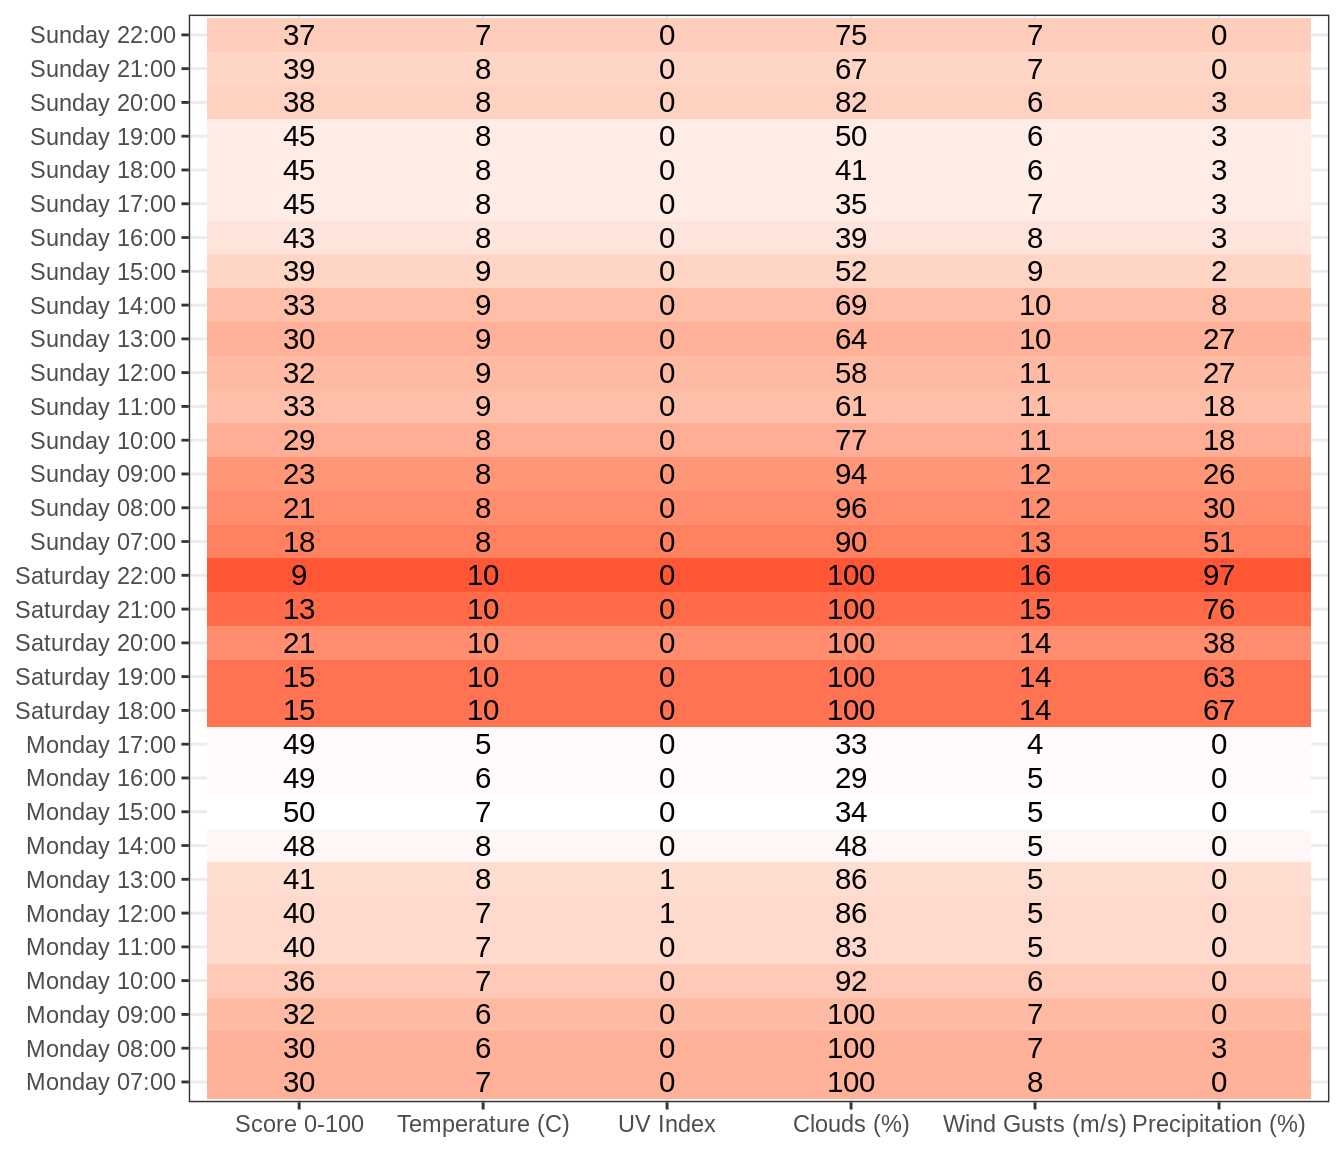 Sunday 22:00 37 7 0 75 7 0
Sunday 21:00 39 8 0 67 7 0
Sunday 20:00 38 8 0 82 6 3
Sunday 19:00 45 8 0 50 6 3
Sunday 18:00 45 8 0 41 6 3
Sunday 17:00 45 8 0 35 7 3
Sunday 16:00 43 8 0 39 8 3
Sunday 15:00 39 9 0 52 9 2
Sunday 14:00 33 9 0 69 10 8
Sunday 13:00 30 9 0 64 10 27
Sunday 12:00 32 9 0 58 11 27
Sunday 11:00 33 9 0 61 11 18
Sunday 10:00 29 8 0 77 11 18
Sunday 09:00 23 8 0 94 12 26
Sunday 08:00 21 8 0 96 12 30
Sunday 07:00 18 8 0 90 13 51
Saturday 22:00 9 10 0 100 16 97
Saturday 21:00 13 10 0 100 15 76
Saturday 20:00 21 10 0 100 14 38
Saturday 19:00 15 10 0 100 14 63
Saturday 18:00 15 10 0 100 14 67
Monday 17:00 49 5 0 33 4 0
Monday 16:00 49 6 0 29 5 0
Monday 15:00 50 7 0 34 5 0
Monday 14:00 48 8 0 48 5 0
Monday 13:00 41 8 1 86 5 0
Monday 12:00 40 7 1 86 5 0
Monday 11:00 40 7 0 83 5 0
Monday 10:00 36 7 0 92 6 0
Monday 09:00 32 6 0 100 7 0
Monday 08:00 30 6 0 100 7 3
Monday 07:00 30 7 0 100 8 0
Score 0-100 Temperature (C) UV Index Clouds (%) Wind Gusts (m/s) Precipitation (%)